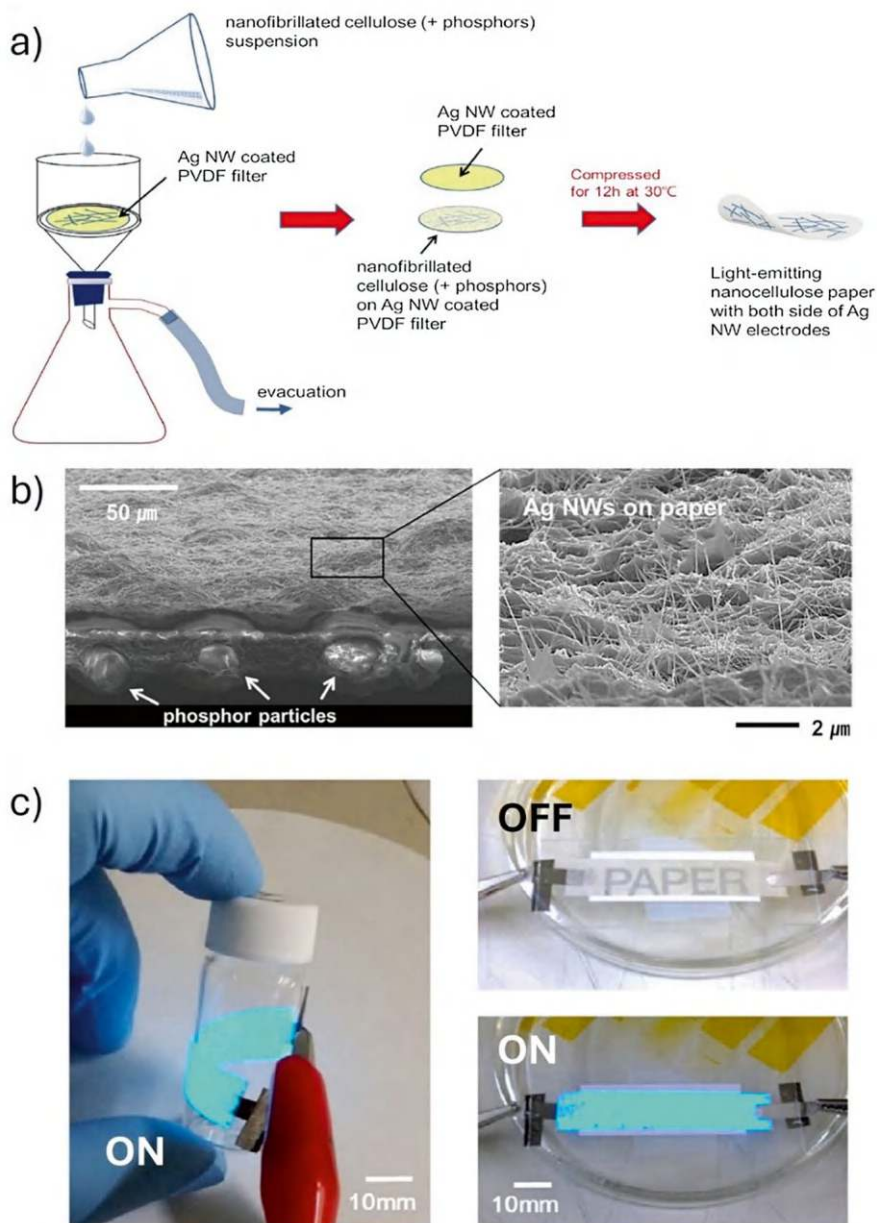 a)
nanofibrillated cellulose (+ phosphors)
suspension
Ag NW coated
PVDF filter
evacuation
Ag NW coated
PVDF filter
nanofibrillated
cellulose (+ phosphors)
on Ag NW coated
PVDF filter
Compressed
for 12h at 30℃
Light-emitting
nanocellulose paper
with both side of Ag
NW electrodes
b)
50 ㎛
phosphor particles
Ag NWs on paper
2 ㎛
c)
ON
10mm
OFF
PAPER
ON
10mm